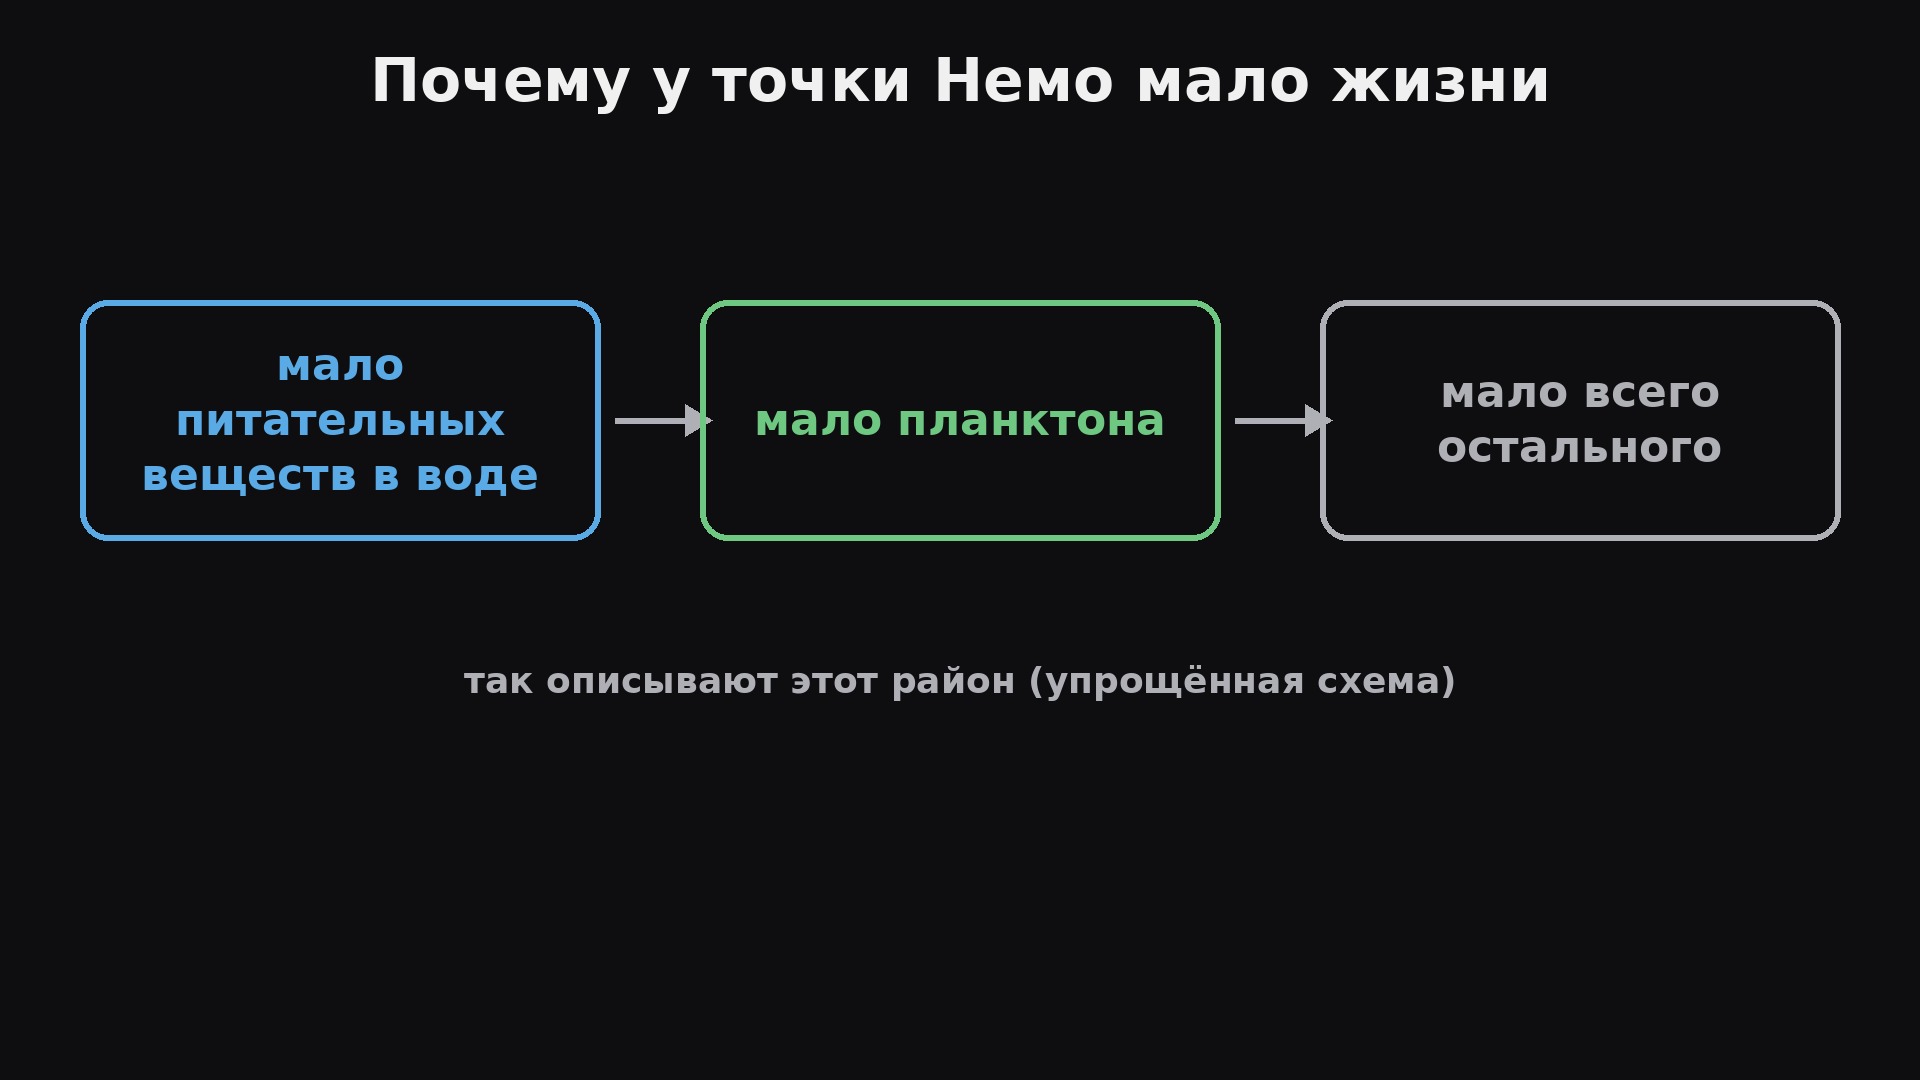 Почему у точки Немо мало жизни
мало
питательных
веществ в воде
мало планктона
мало всего
остального
так описывают этот район (упрощённая схема)